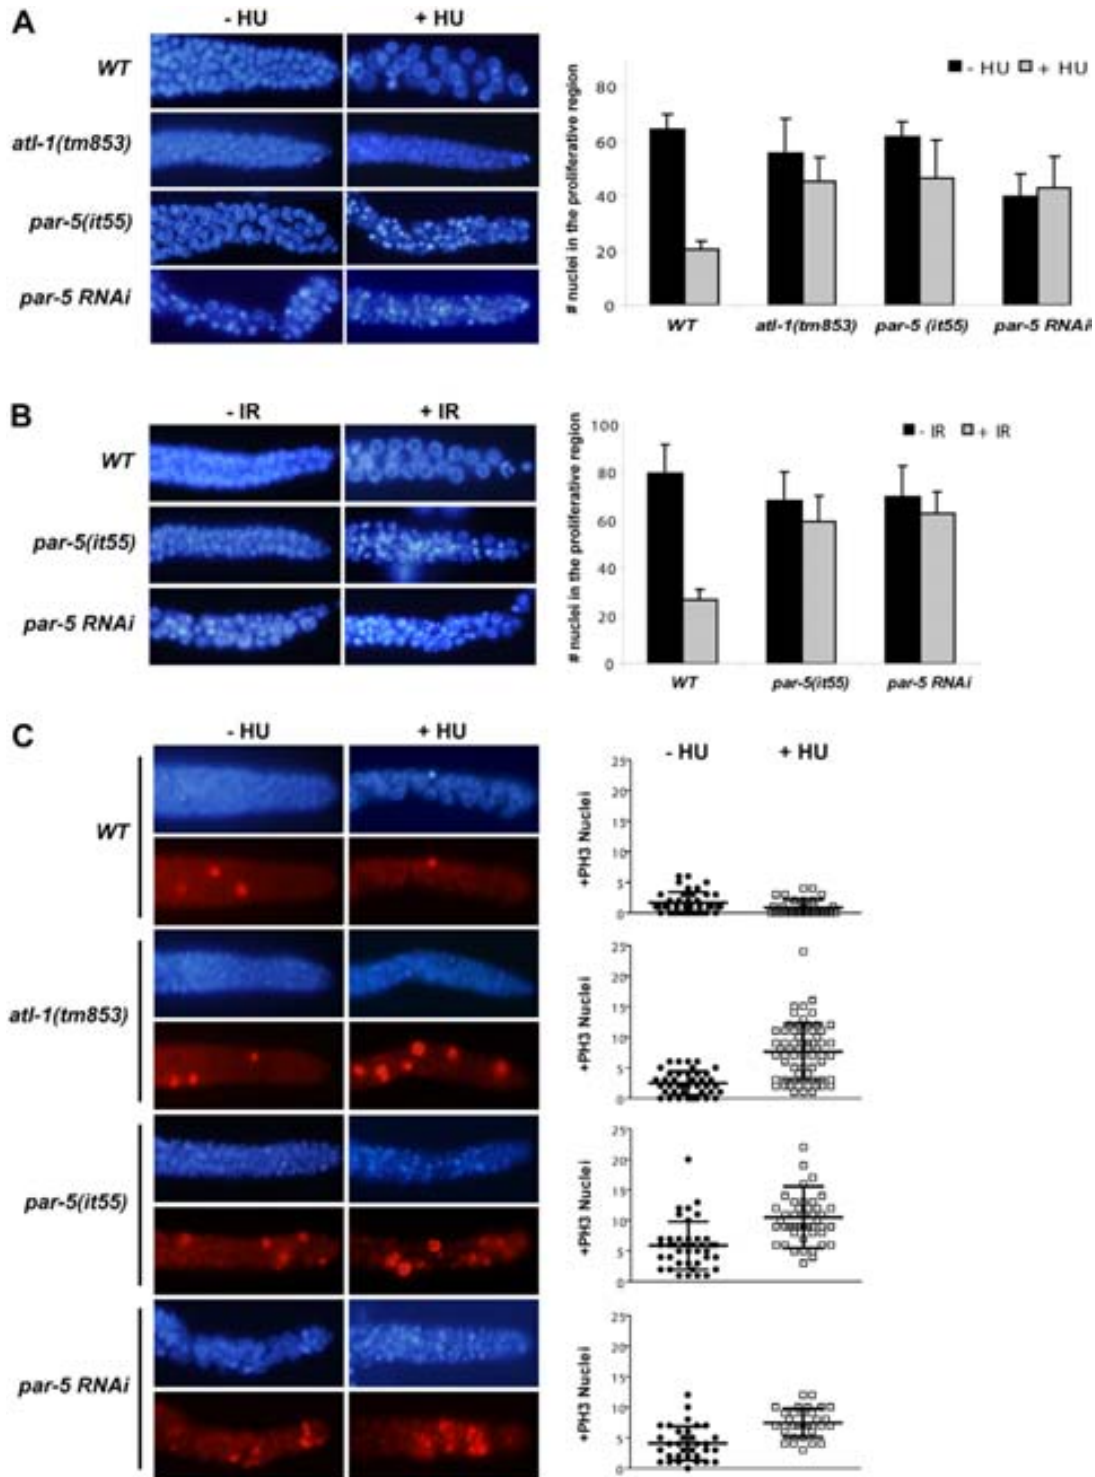 A
- HU + HU
WT
atl-1(tm853)
par-5(it55)
par-5 RNAi
# nuclei in the proliferative region
- HU + HU
80
60
40
20
0
WT atl-1(tm853) par-5 (it55) par-5 RNAi
B
- IR + IR
WT
par-5(it55)
par-5 RNAi
# nuclei in the proliferative region
- IR + IR
100
80
60
40
20
0
WT par-5(it55) par-5 RNAi
C
- HU + HU
WT
atl-1(tm853)
par-5(it55)
par-5 RNAi
- HU + HU
+PH3 Nuclei
25
20
15
10
5
0
+PH3 Nuclei
25
20
15
10
5
0
+PH3 Nuclei
25
20
15
10
5
0
+PH3 Nuclei
25
20
15
10
5
0